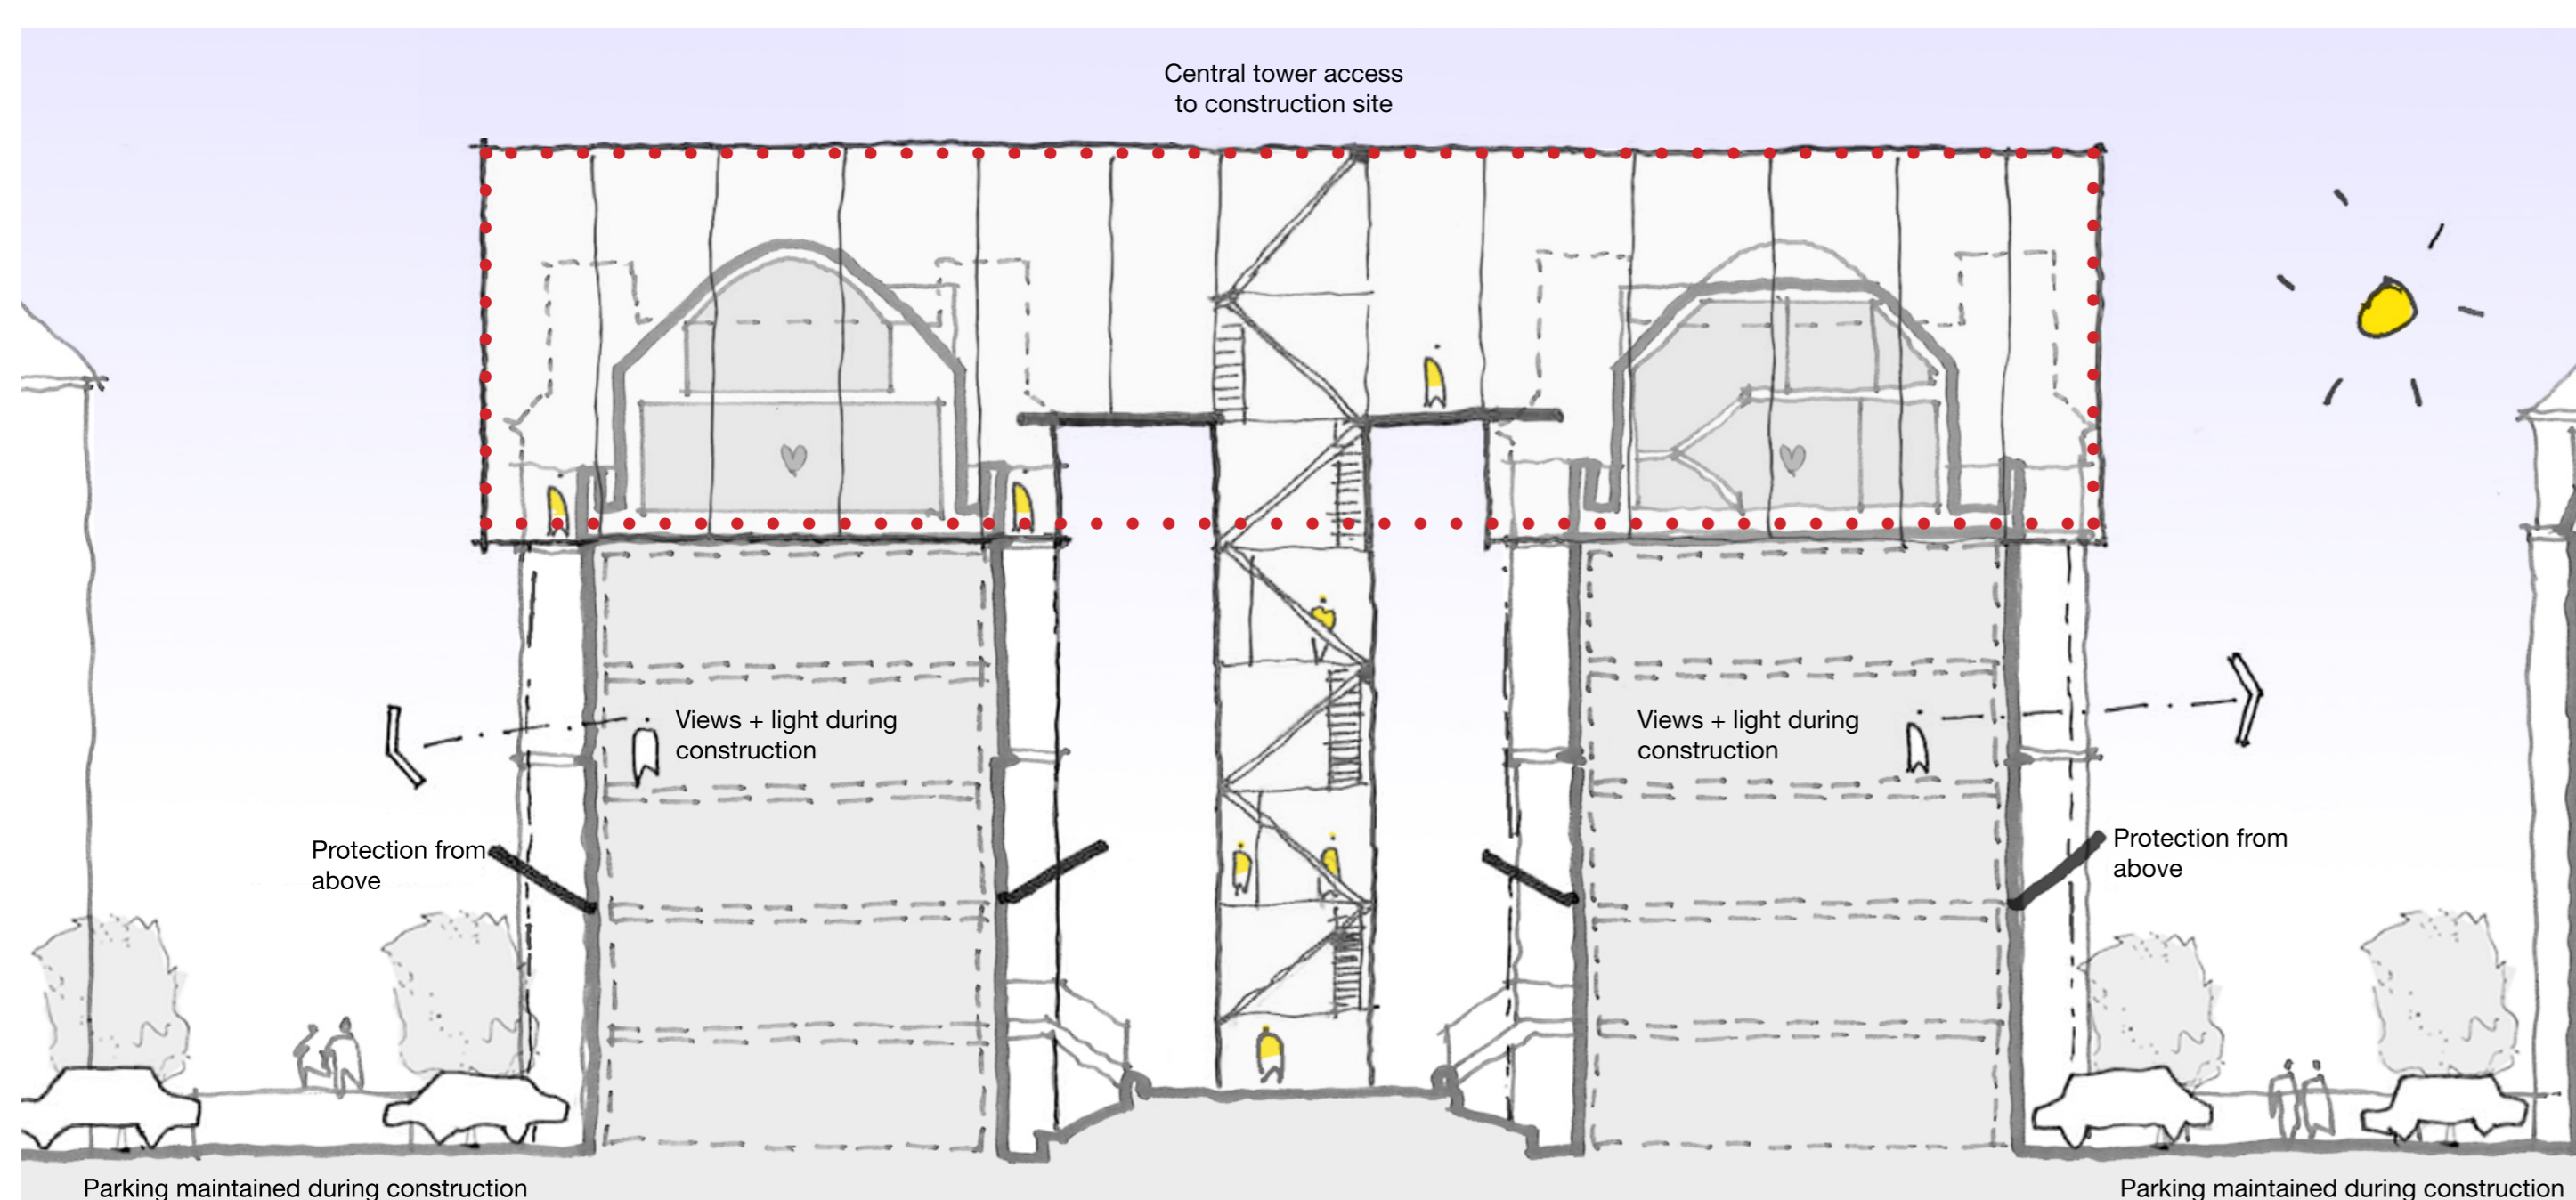 Central tower access
to construction site
Views + light during
construction
Views + light during
construction
Protection from
above
Protection from
above
Parking maintained during construction
Parking maintained during construction